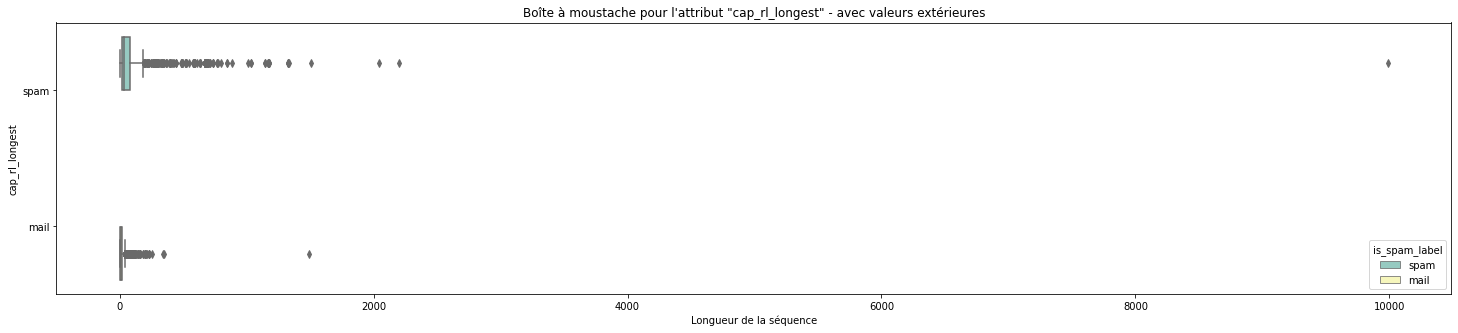 Boîte à moustache pour l'attribut "cap_rl_longest" - avec valeurs extérieures
cap_rl_longest
spam
mail
is_spam_label
spam
mail
0 2000 4000 6000 8000 10000
Longueur de la séquence